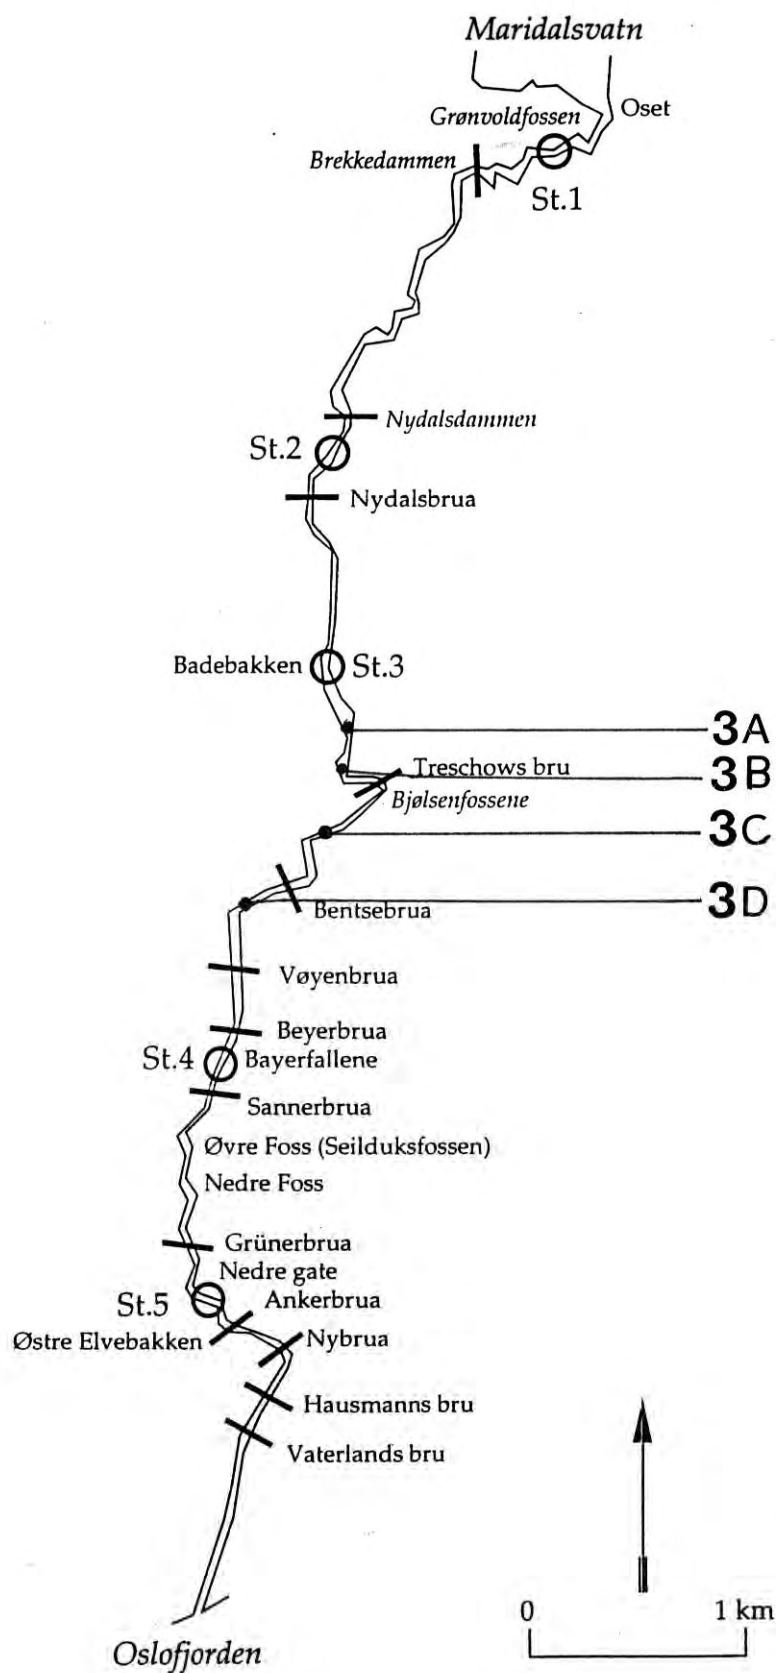 Maridalsvatn
Oset
Grønvoldfossen
Brekkedammen
St.1
Nydalsdammen
St.2
Nydalsbrua
Badebakken
St.3
3A
Treschows bru
3B
Bjølsenfossene
3C
3D
Bentsebrua
Vøyenbrua
Beyerbrua
St.4
Bayerfallene
Sannerbrua
Øvre Foss (Seilduksfossen)
Nedre Foss
Grünerbrua
Nedre gate
St.5
Ankerbrua
Østre Elvebakken
Nybrua
Hausmanns bru
Vaterlands bru
0
1 km
Oslofjorden